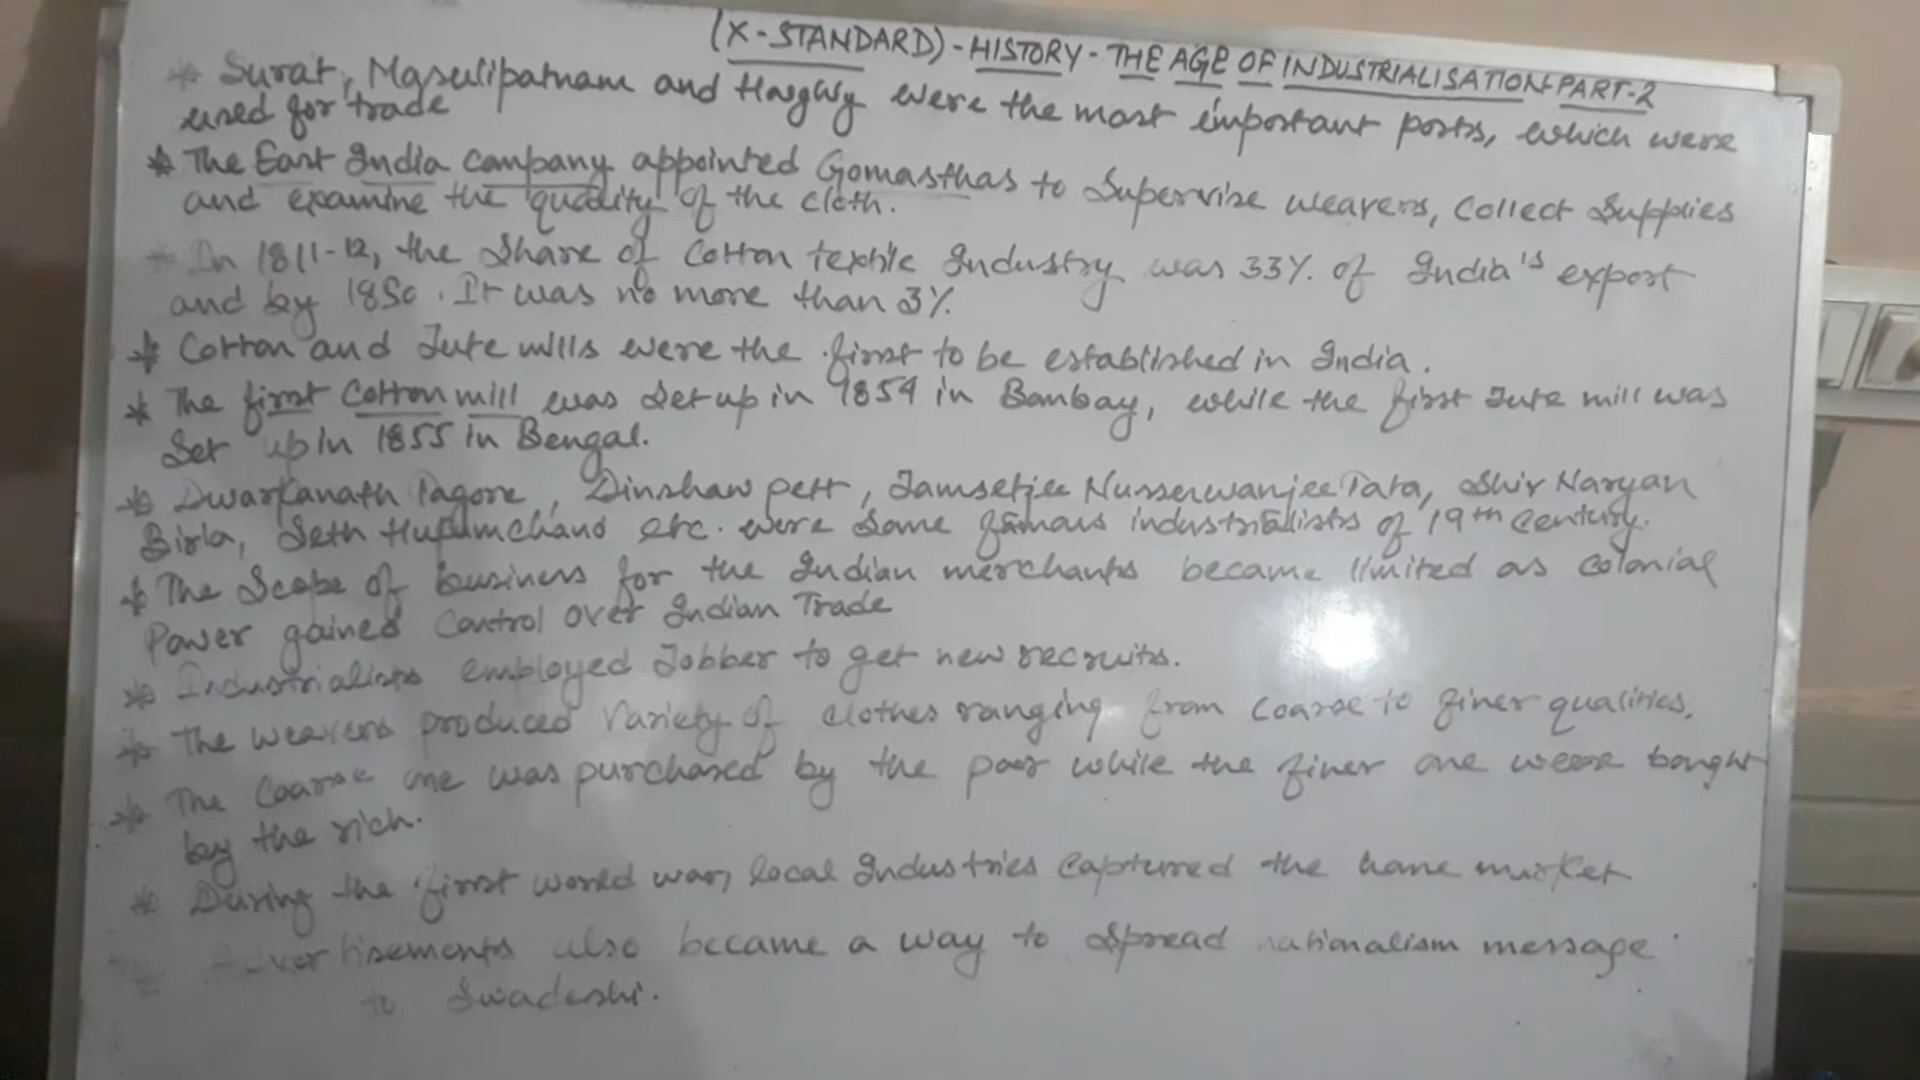 (X-STANDARD)-HISTORY-THE AGE OF INDUSTRIALISATION-PART-2
* Surat, Masulipatnam and Hoogly were the most important ports, which were
used for trade
* The East India company appointed Gomasthas to Supervise weavers, Collect Supplies
and examine the quality of the cloth.
* In 1811-12, the Share of Cotton textile Industry was 33% of India's export
and by 1850. It was no more than 3%.
* Cotton and Jute mills were the first to be established in India.
* The first Cotton mill was Set up in 1854 in Bombay, while the first Jute mill was
Set up in 1855 in Bengal.
* Dwarkanath Tagore, Dinshaw pett, Jamsetjee Nusserwanjee Tata, Shiv Naryan
Birla, Seth Hukumchand etc. were Some famous industrialists of 19th Century.
* The Scope of business for the Indian merchants became limited as colonial
Power gained Control over Indian Trade
* Industrialists employed Jobber to get new recruits.
* The weavers produced Variety of clothes ranging from Coarse to finer qualities.
* The Coarse one was purchased by the poor while the finer one were bought
by the rich.
* During the first world war, local Industries Captured the home market
Advertisements also became a way to Spread nationalism message
to Swadeshi.